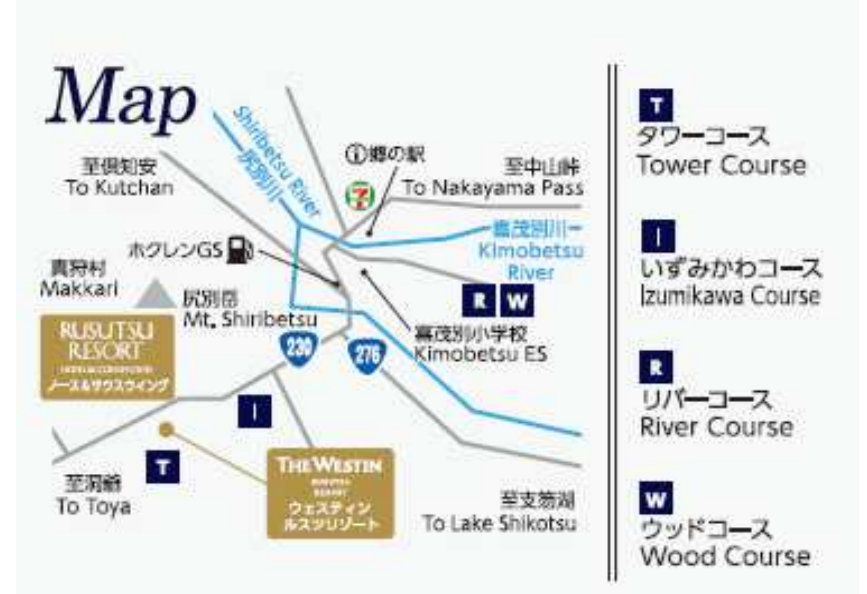 Map
至倶知安
To Kutchan
Shiribetsu River
尻別川
ⓘ郷の駅
7
至中山峠
To Nakayama Pass
喜茂別川
Kimobetsu
River
ホクレンGS
真狩村
Makkari
尻別岳
Mt. Shiribetsu
R W
喜茂別小学校
Kimobetsu ES
RUSUTSU
RESORT
ノース&サウスウイング
230
276
I
T
至洞爺
To Toya
THE WESTIN
RUSUTSU
RESORT
ウェスティン
ルスツリゾート
至支笏湖
To Lake Shikotsu
T
タワーコース
Tower Course
I
いずみかわコース
Izumikawa Course
R
リバーコース
River Course
W
ウッドコース
Wood Course